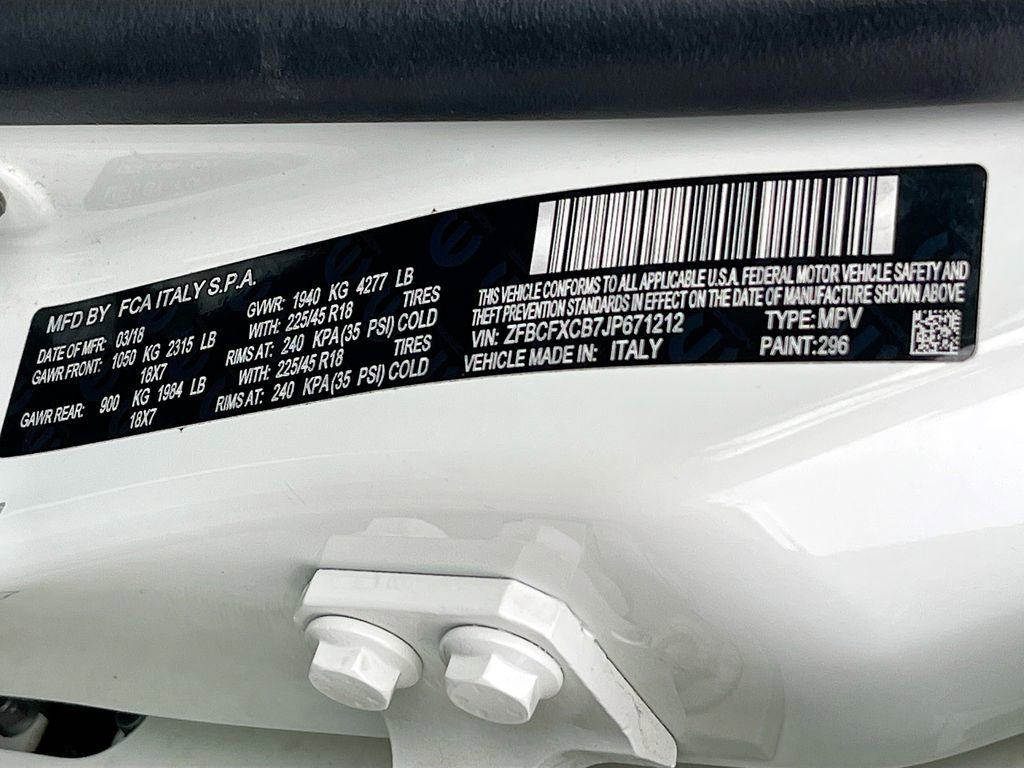 MFD BY FCA ITALY S.P.A.
DATE OF MFR: 03/18 GVWR: 1940 KG 4277 LB
GAWR FRONT: 1050 KG 2315 LB WITH: 225/45 R18 TIRES
18X7 RIMS AT: 240 KPA(35 PSI) COLD
GAWR REAR: 900 KG 1984 LB WITH: 225/45 R18 TIRES
18X7 RIMS AT: 240 KPA(35 PSI) COLD
THIS VEHICLE CONFORMS TO ALL APPLICABLE U.S.A. FEDERAL MOTOR VEHICLE SAFETY AND
THEFT PREVENTION STANDARDS IN EFFECT ON THE DATE OF MANUFACTURE SHOWN ABOVE
VIN: ZFBCFXCB7JP671212 TYPE: MPV
VEHICLE MADE IN: ITALY PAINT:296